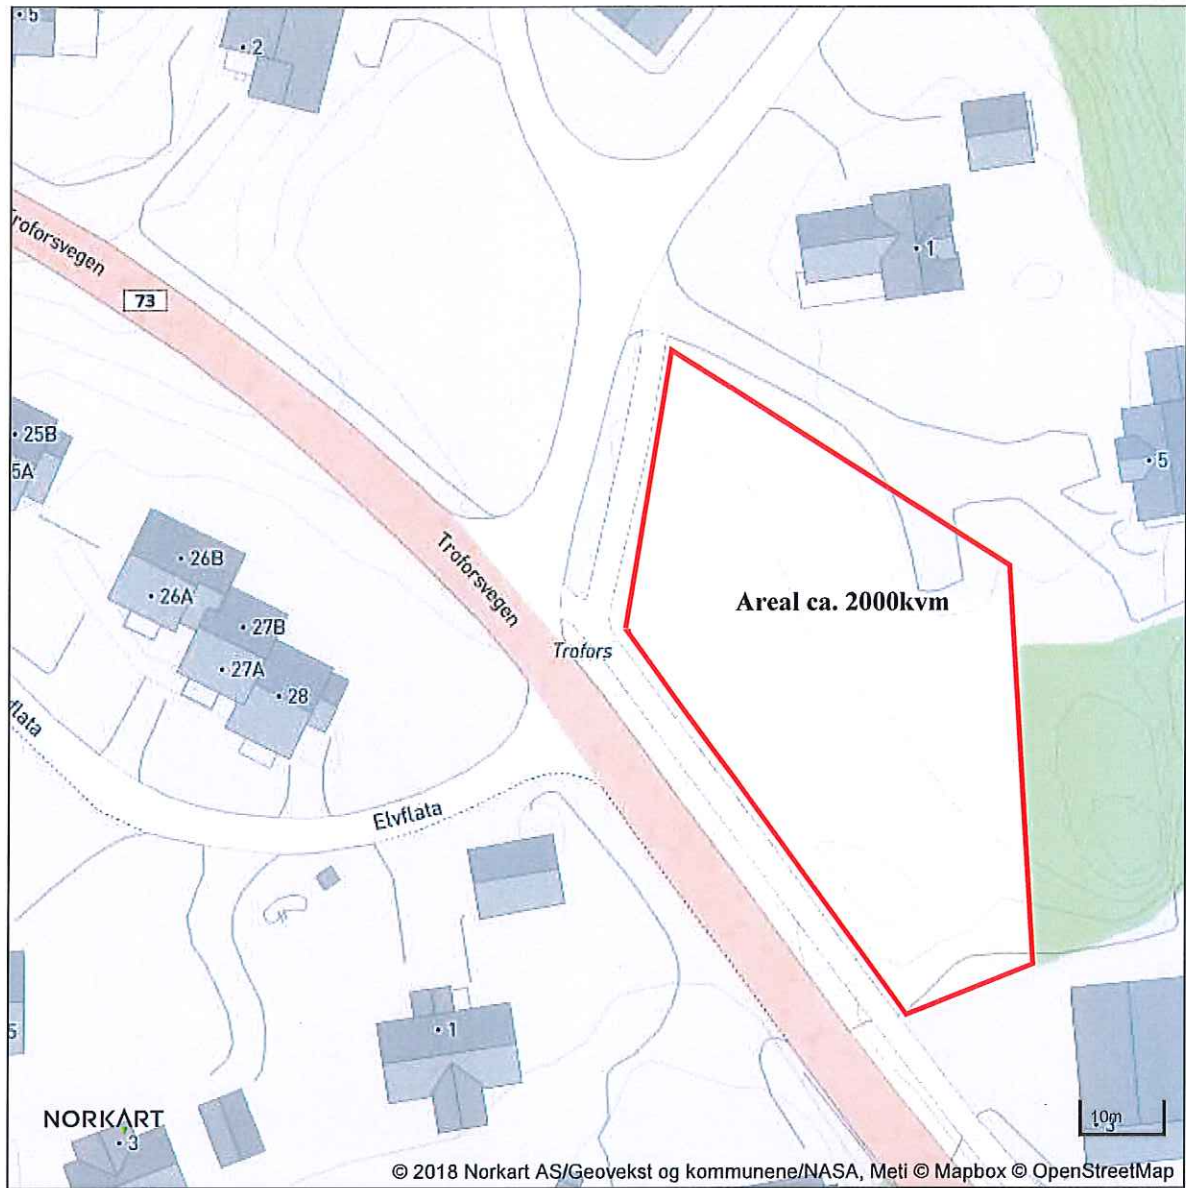 5
2
Troforsvegen
73
1
25B
5A
5
26B
26A
27B
27A
28
Troforsvegen
Trofors
Areal ca. 2000kvm
flata
Elvflata
1
5
NORKART
3
10m
3
© 2018 Norkart AS/Geovekst og kommunene/NASA, Meti © Mapbox © OpenStreetMap